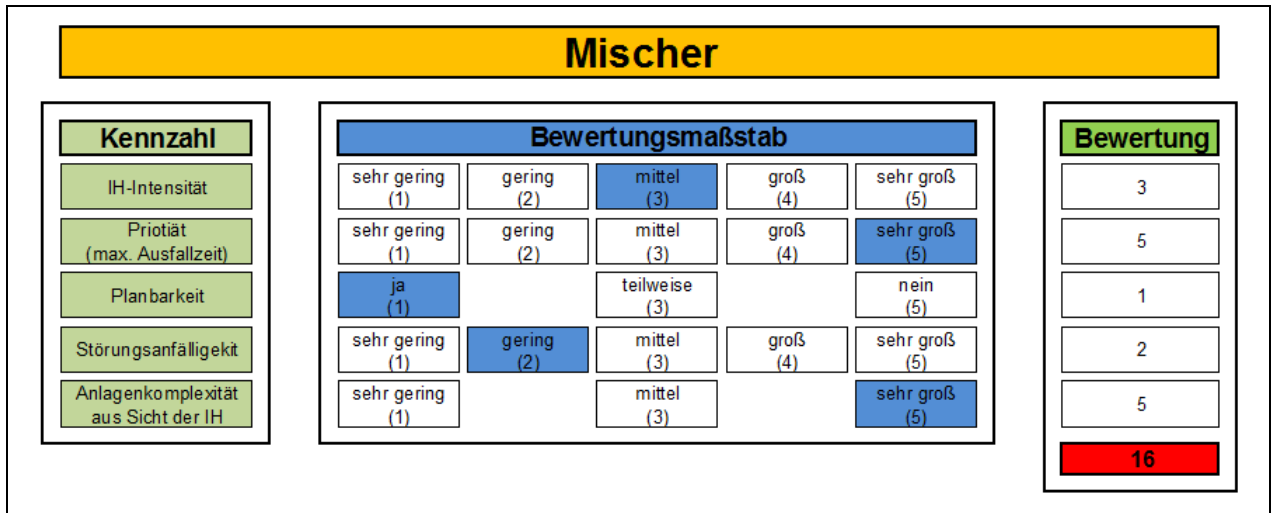 Mischer
Kennzahl
Bewertungsmaßstab
Bewertung
IH-Intensität
sehr gering
(1)
gering
(2)
mittel
(3)
groß
(4)
sehr groß
(5)
3
Priotiät
(max. Ausfallzeit)
sehr gering
(1)
gering
(2)
mittel
(3)
groß
(4)
sehr groß
(5)
5
Planbarkeit
ja
(1)
teilweise
(3)
nein
(5)
1
Störungsanfälligekit
sehr gering
(1)
gering
(2)
mittel
(3)
groß
(4)
sehr groß
(5)
2
Anlagenkomplexität
aus Sicht der IH
sehr gering
(1)
mittel
(3)
sehr groß
(5)
5
16